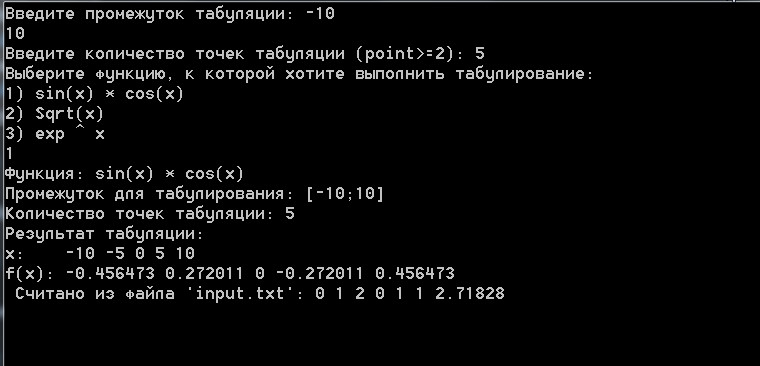 Введите промежуток табуляции: -10
10
Введите количество точек табуляции (point>=2): 5
Выберите функцию, к которой хотите выполнить табулирование:
1) sin(x) * cos(x)
2) Sqrt(x)
3) exp ^ x
1
Функция: sin(x) * cos(x)
Промежуток для табулирования: [-10;10]
Количество точек табуляции: 5
Результат табуляции:
x:    -10 -5 0 5 10
f(x): -0.456473 0.272011 0 -0.272011 0.456473
 Считано из файла 'input.txt': 0 1 2 0 1 1 2.71828